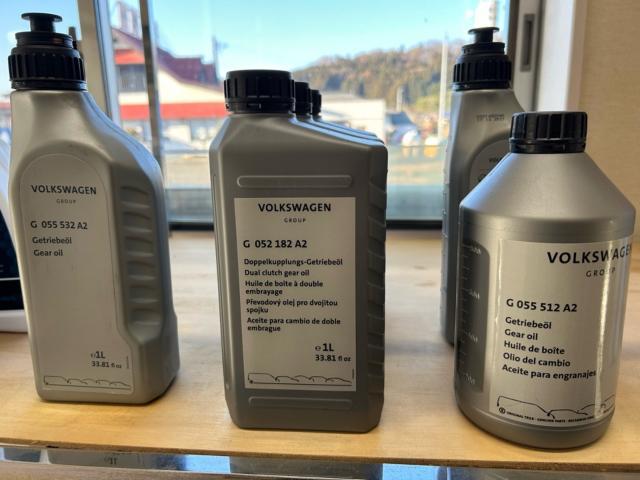 VOLKSWAGEN
GROUP
G 055 532 A2
Getriebeöl
Gear oil
VOLKSWAGEN
GROUP
G 052 182 A2
Doppelkupplungs-Getriebeöl
Dual clutch gear oil
Huile de boîte à double
embrayage
Převodový olej pro dvojitou
spojku
Aceite para cambio de doble
embrague
e 1L
33.81 fl oz
e 1L
33.81 fl oz
VOLKSWAGEN
GROUP
G 055 512 A2
Getriebeöl
Gear oil
Huile de boîte
Olio del cambio
Aceite para engranajes